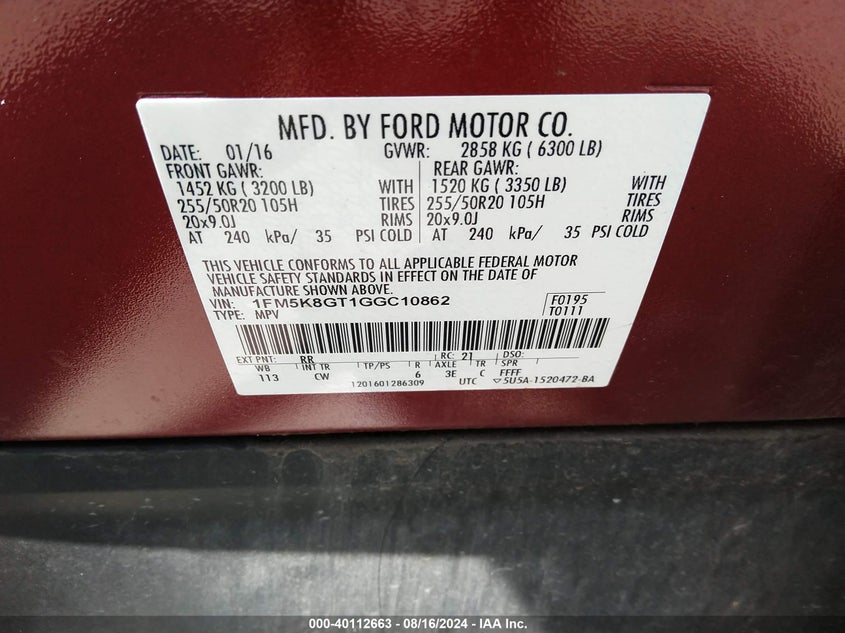 MFD. BY FORD MOTOR CO.
DATE: 01/16 GVWR: 2858 KG ( 6300 LB)
FRONT GAWR: REAR GAWR:
1452 KG ( 3200 LB) WITH 1520 KG ( 3350 LB) WITH
255/50R20 105H TIRES 255/50R20 105H TIRES
20x9.0J RIMS 20x9.0J RIMS
AT 240 kPa/ 35 PSI COLD AT 240 kPa/ 35 PSI COLD
THIS VEHICLE CONFORMS TO ALL APPLICABLE FEDERAL MOTOR
VEHICLE SAFETY STANDARDS IN EFFECT ON THE DATE OF
MANUFACTURE SHOWN ABOVE.
VIN: 1FM5K8GT1GGC10862 F0195
TYPE: MPV T0111
EXT PNT: RR RC: 21 DSO:
WB INT TR TP/PS R AXLE TR SPR
113 CW 6 3E C FFFF
1201601286309 UTC ▽5U5A-1520472-BA
000-40112663 - 08/16/2024 - IAA Inc.